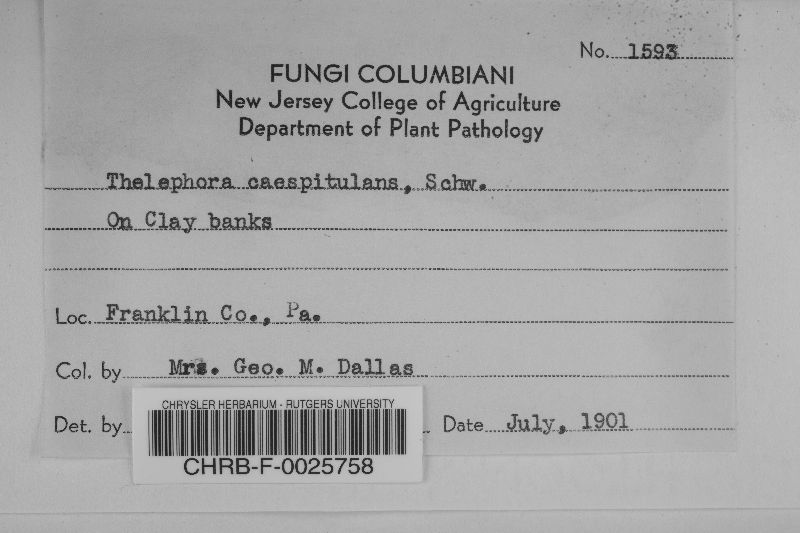 No. 1593
FUNGI COLUMBIANI
New Jersey College of Agriculture
Department of Plant Pathology
Thelephora caespitulans, Schw.
On Clay banks
Loc. Franklin Co., Pa.
Col. by Mrs. Geo. M. Dallas
Det. by Date July, 1901
CHRYSLER HERBARIUM - RUTGERS UNIVERSITY
CHRB-F-0025758